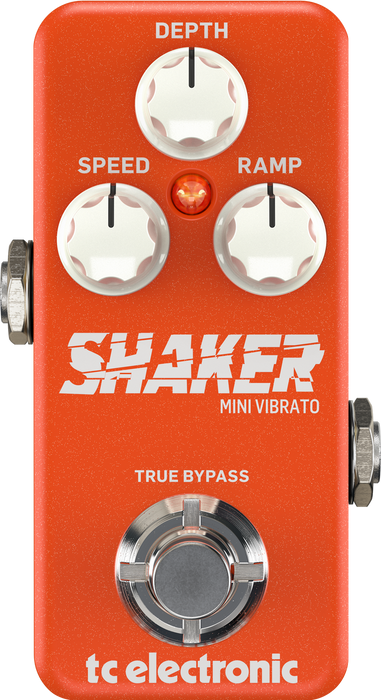 DEPTH
SPEED RAMP
SHAKER
MINI VIBRATO
TRUE BYPASS
tc electronic